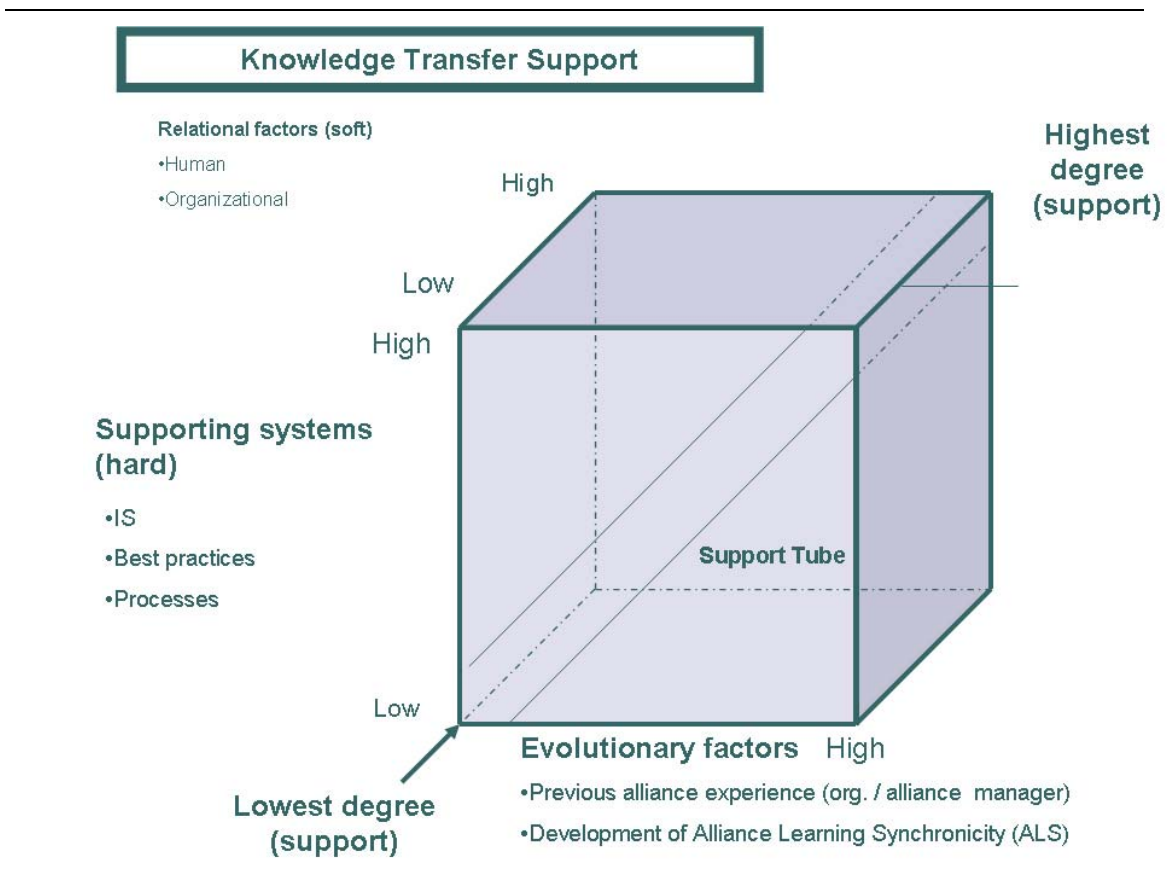 Knowledge Transfer Support
Relational factors (soft)
•Human
•Organizational
Highest
degree
(support)
High
Low
High
Supporting systems
(hard)
•IS
•Best practices
•Processes
Support Tube
Low
Evolutionary factors High
•Previous alliance experience (org. / alliance manager)
•Development of Alliance Learning Synchronicity (ALS)
Lowest degree
(support)